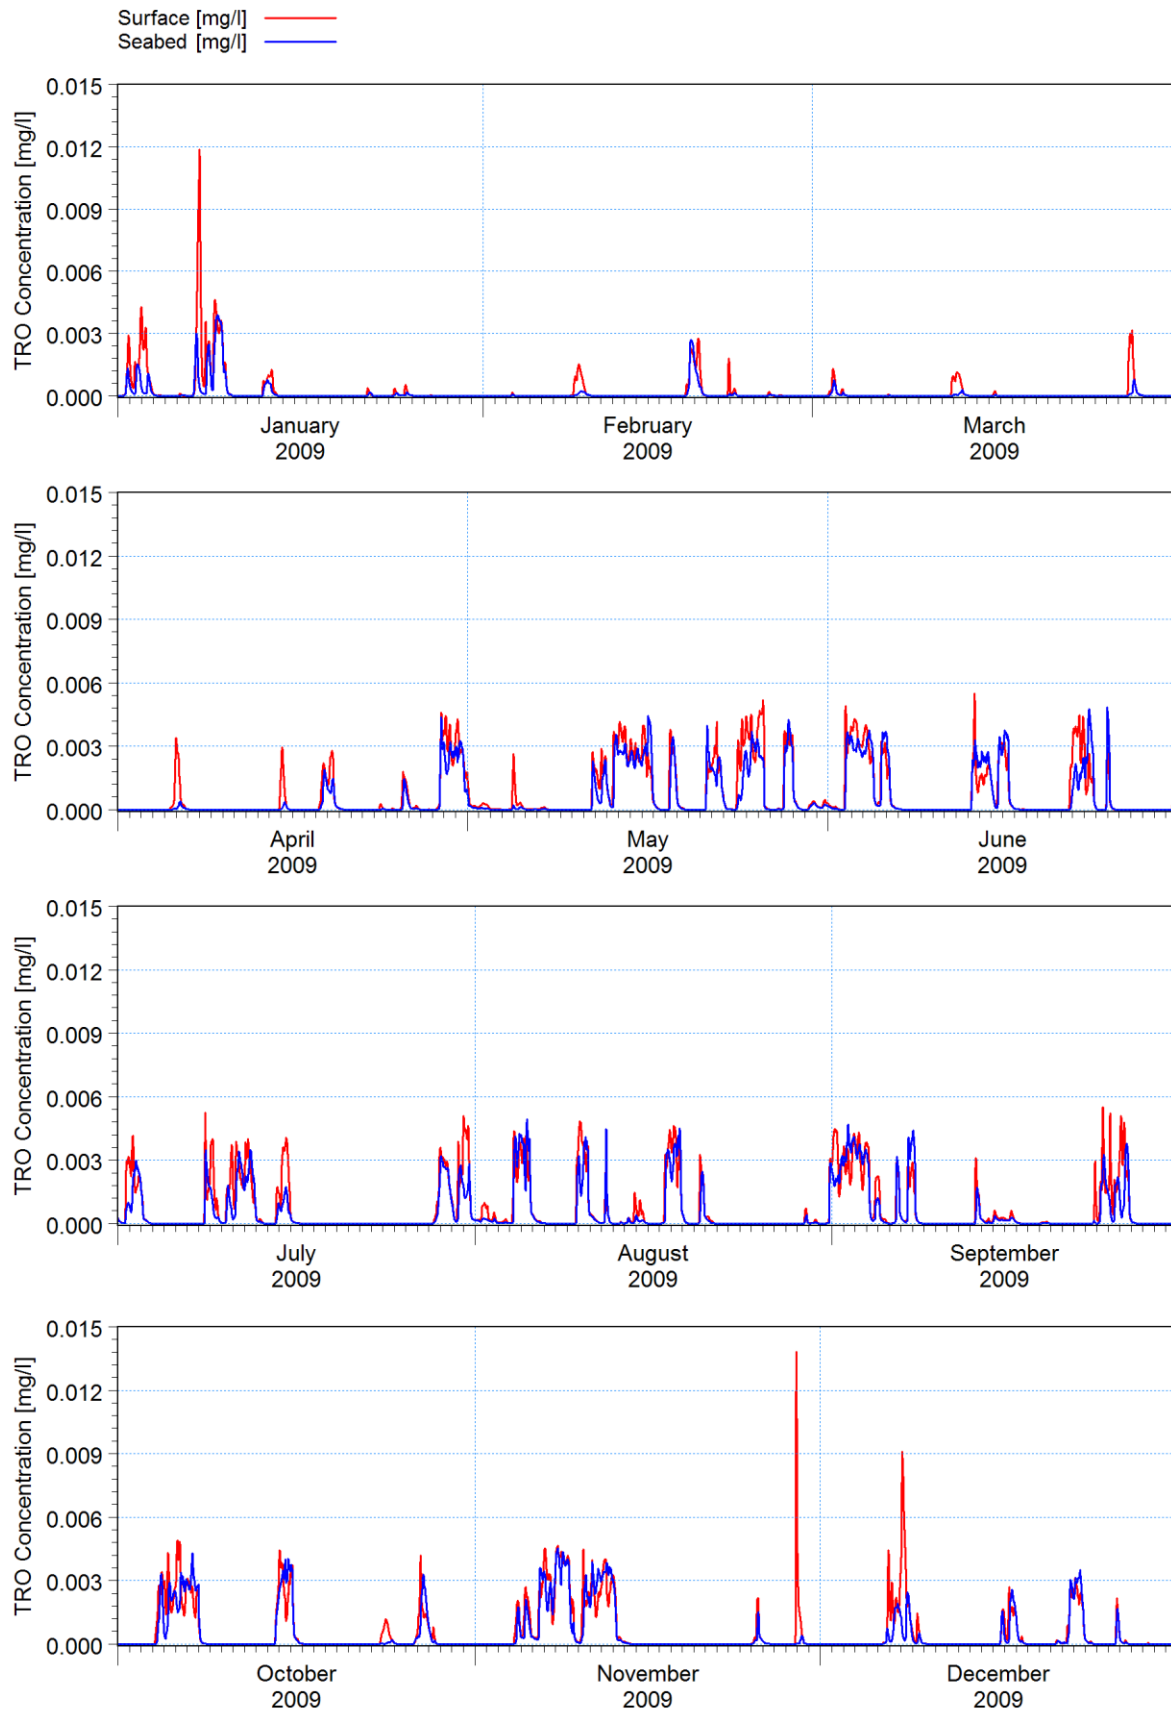 Surface [mg/l]
Seabed [mg/l]
TRO Concentration [mg/l]
0.015
0.012
0.009
0.006
0.003
0.000
January
2009
February
2009
March
2009
TRO Concentration [mg/l]
0.015
0.012
0.009
0.006
0.003
0.000
April
2009
May
2009
June
2009
TRO Concentration [mg/l]
0.015
0.012
0.009
0.006
0.003
0.000
July
2009
August
2009
September
2009
TRO Concentration [mg/l]
0.015
0.012
0.009
0.006
0.003
0.000
October
2009
November
2009
December
2009